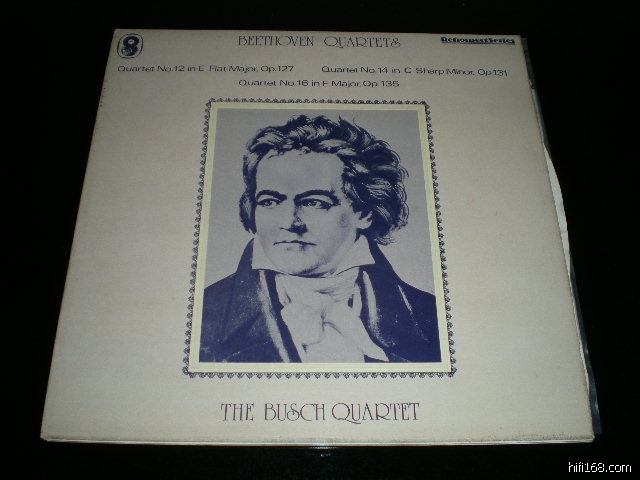 BEETHOVEN QUARTETS
Retrospect Series
Quartet No.12 in E Flat Major, Op.127
Quartet No.14 in C Sharp Minor, Op.131
Quartet No.16 in F Major, Op.135
THE BUSCH QUARTET
hifi168.com